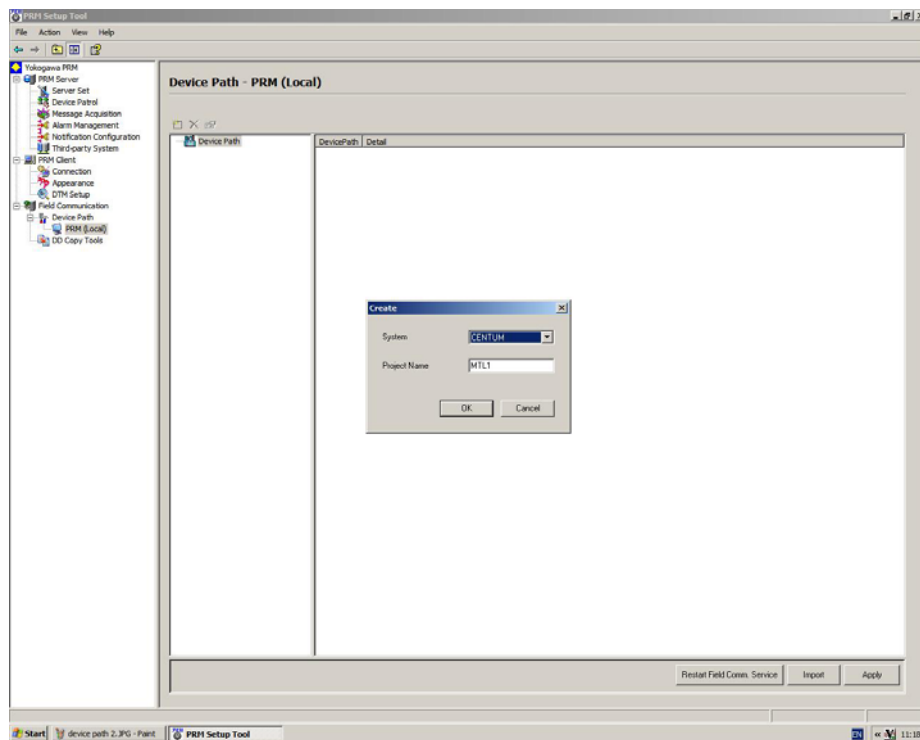 PRM Setup Tool
File Action View Help
Yokogawa PRM
PRM Server
Server Set
Device Patrol
Message Acquisition
Alarm Management
Notification Configuration
Third-party System
PRM Client
Connection
Appearance
DTM Setup
Field Communication
Device Path
PRM (Local)
DD Copy Tools
Device Path - PRM (Local)
Device Path
DevicePath Detail
Create
System CENTUM
Project Name MTL1
OK Cancel
Restart Field Comm. Service Import Apply
Start device path 2.JPG - Paint PRM Setup Tool EN